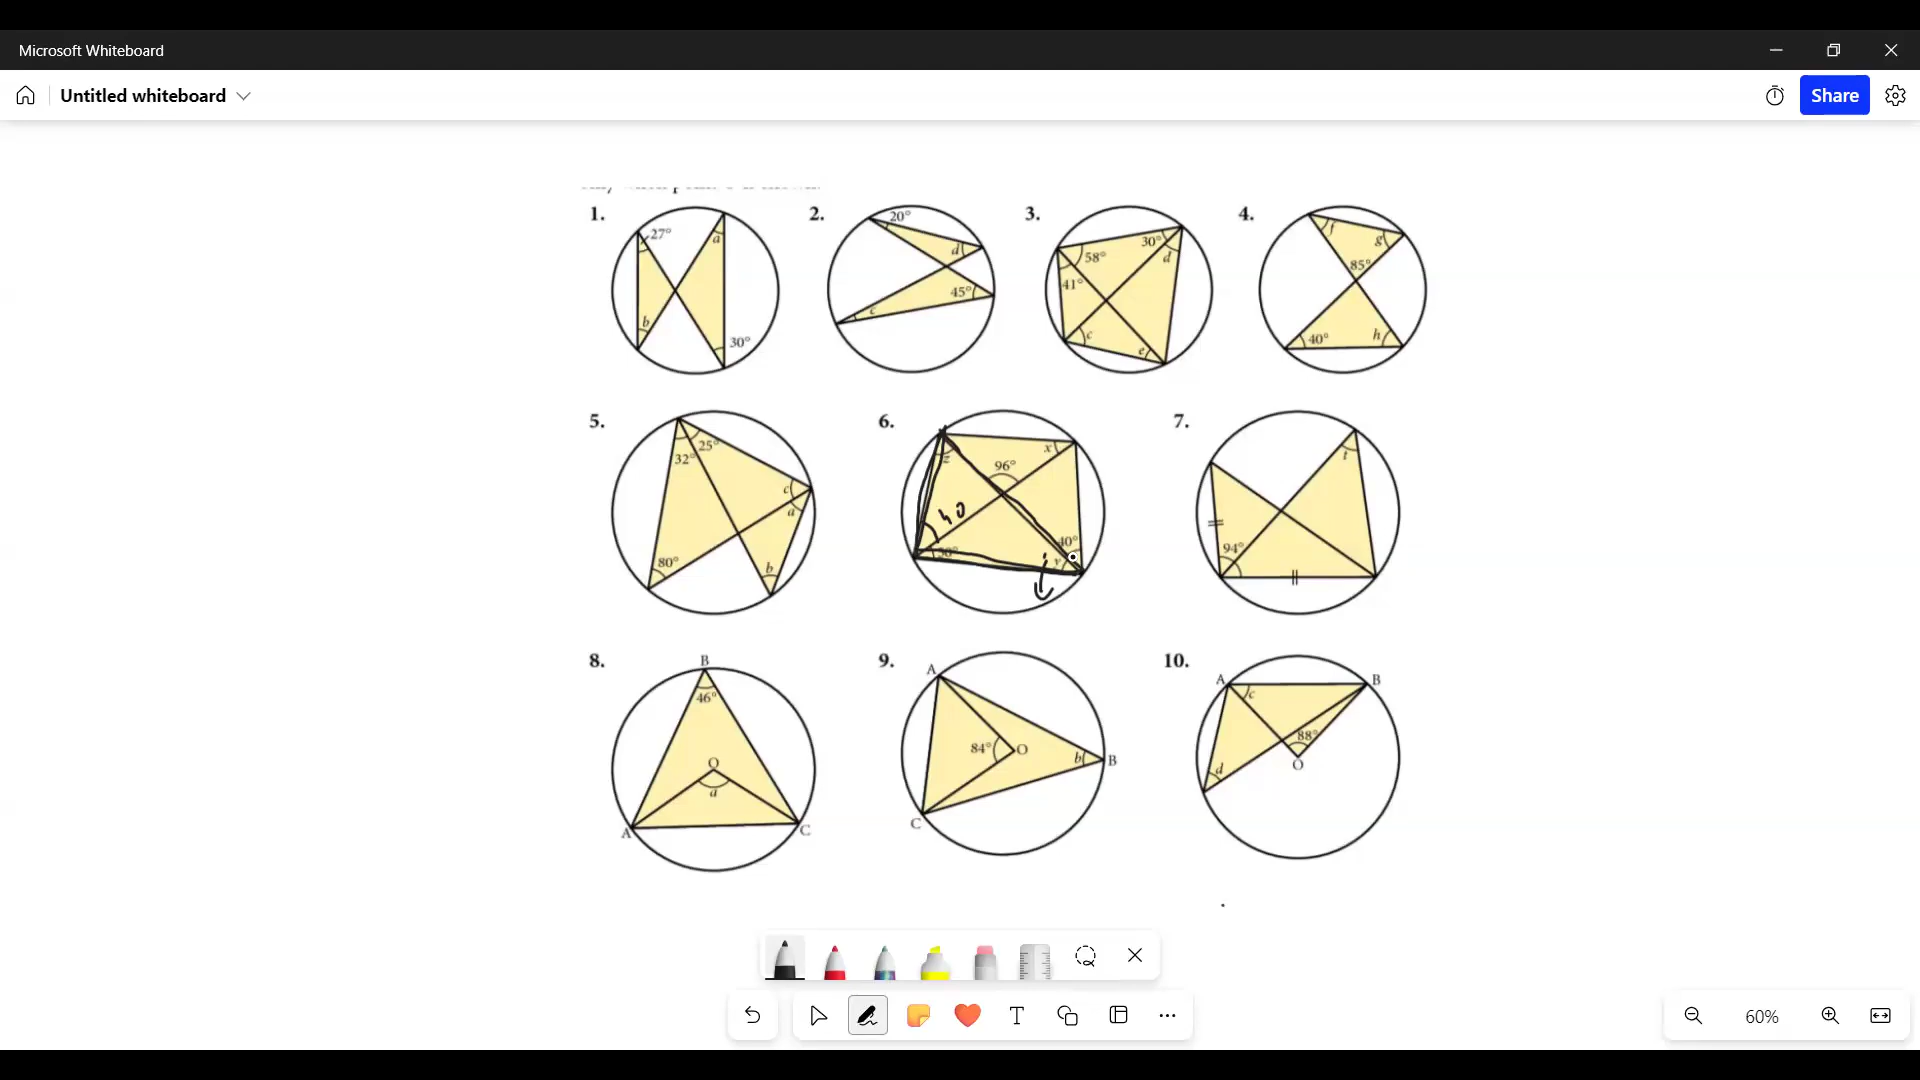 Microsoft Whiteboard
Untitled whiteboard
Share
1.
27°
a
b
30°
2.
20°
d
45°
c
3.
30°
58°
d
41°
c
e
4.
f
g
85°
40°
h
5.
25°
32°
c
a
80°
b
6.
x
z
96°
40
40°
30°
y
7.
t
94°
8.
B
46°
O
a
A
C
9.
A
84°
O
b
B
C
10.
A
B
c
88°
d
O
60%